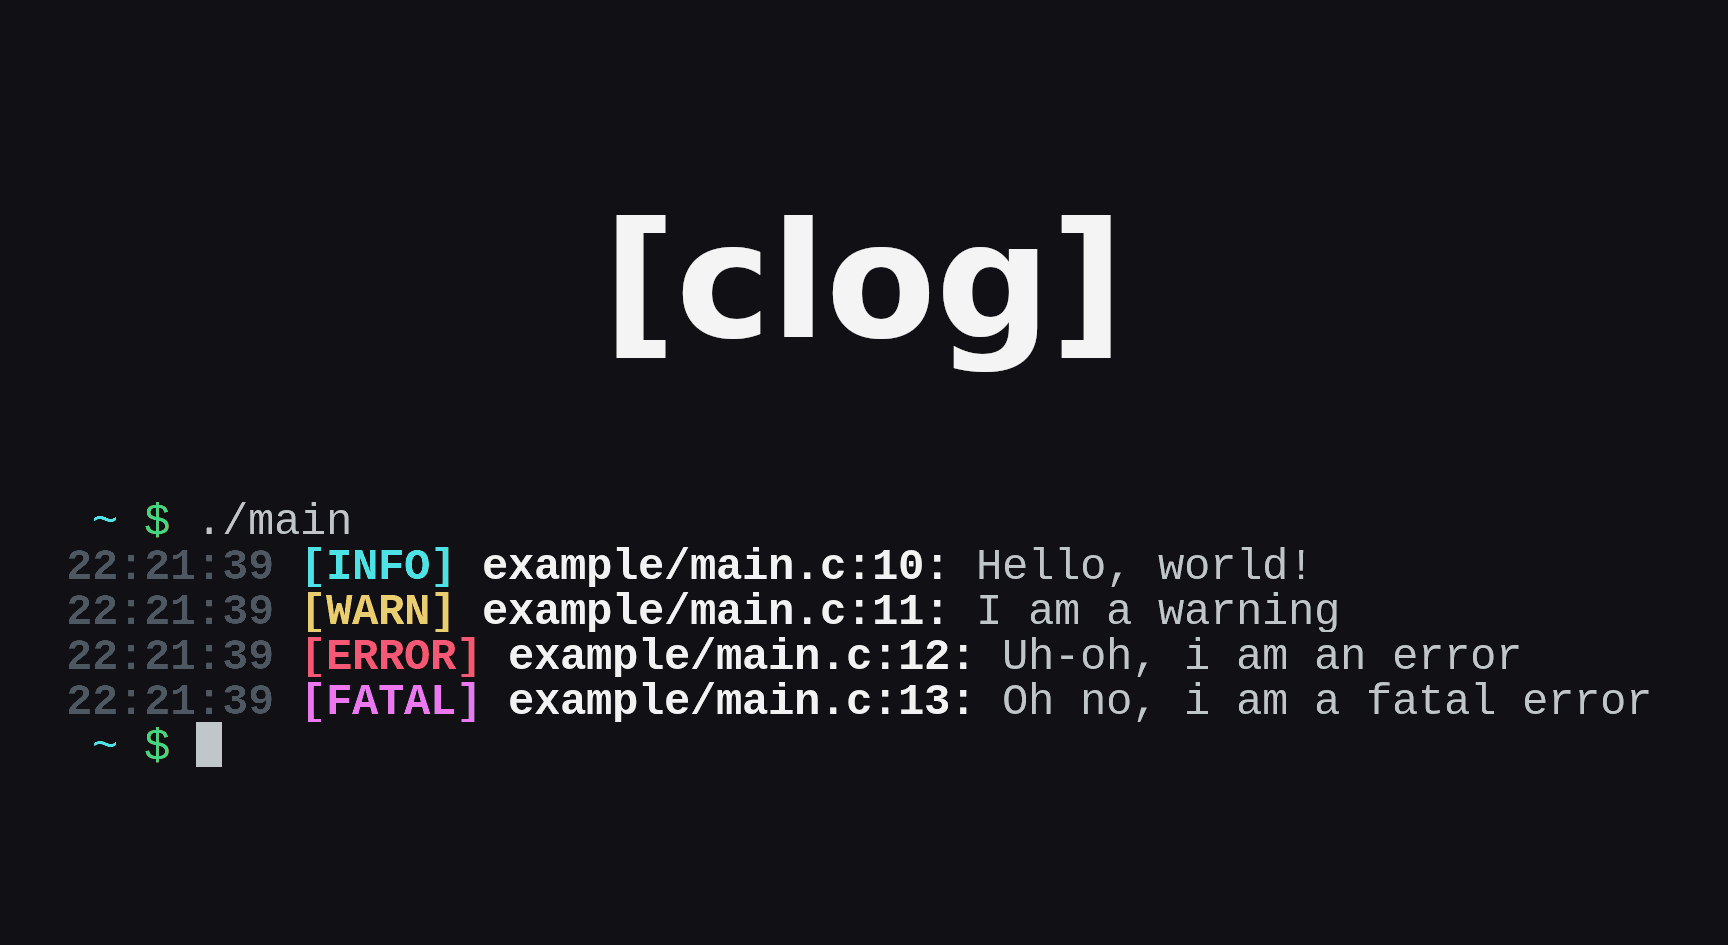 [clog]
~ $ ./main
22:21:39 [INFO] example/main.c:10: Hello, world!
22:21:39 [WARN] example/main.c:11: I am a warning
22:21:39 [ERROR] example/main.c:12: Uh-oh, i am an error
22:21:39 [FATAL] example/main.c:13: Oh no, i am a fatal error
~ $